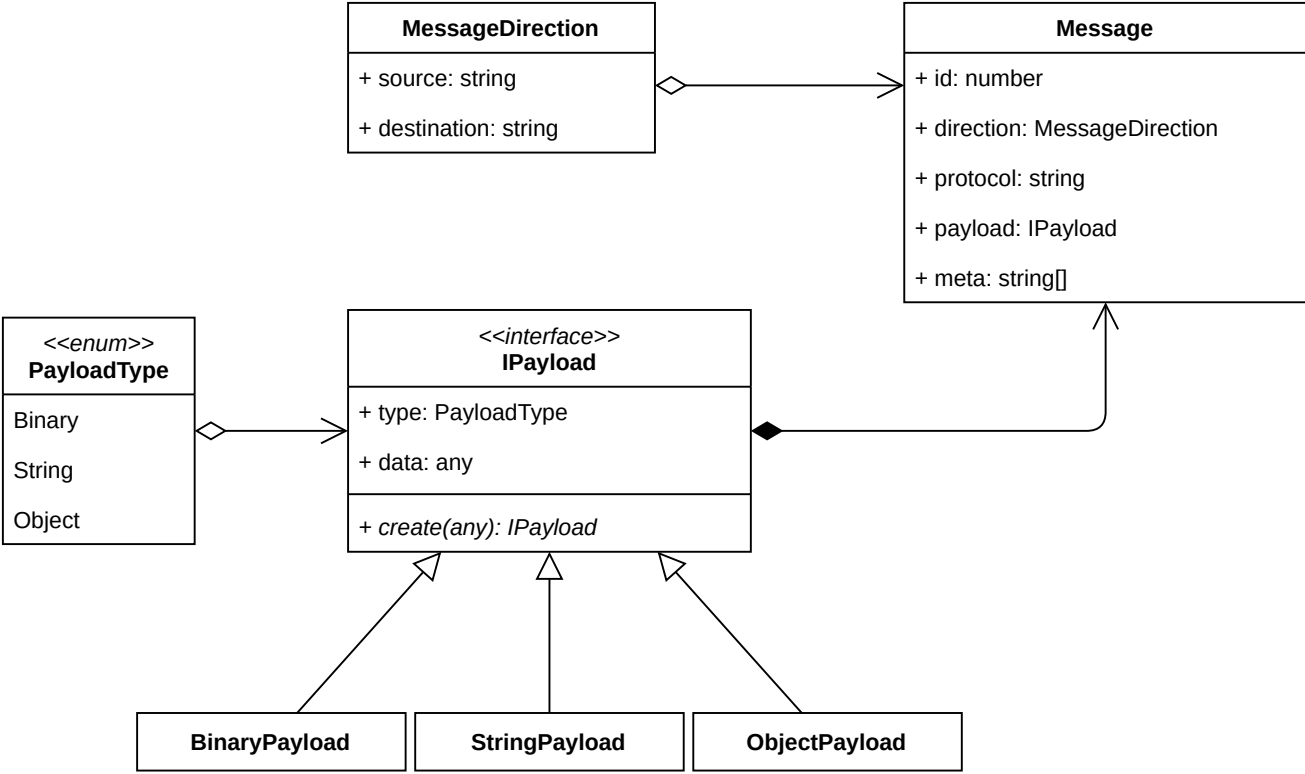 MessageDirection
+ source: string
+ destination: string
Message
+ id: number
+ direction: MessageDirection
+ protocol: string
+ payload: IPayload
+ meta: string[]
<<enum>>
PayloadType
Binary
String
Object
<<interface>>
IPayload
+ type: PayloadType
+ data: any
+ create(any): IPayload
BinaryPayload
StringPayload
ObjectPayload